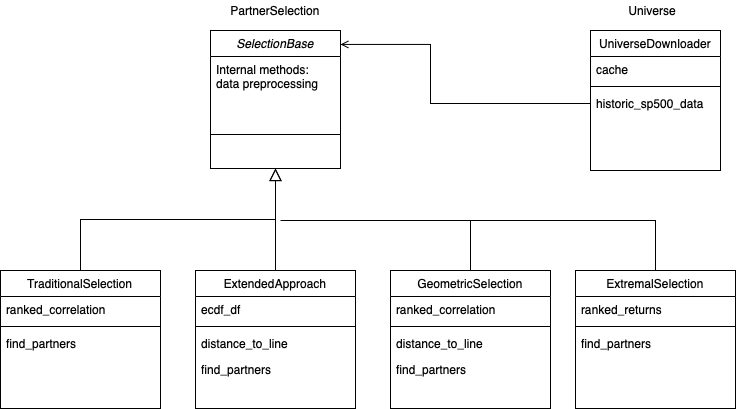 PartnerSelection
Universe
SelectionBase
Internal methods:
data preprocessing
UniverseDownloader
cache
historic_sp500_data
TraditionalSelection
ranked_correlation
find_partners
ExtendedApproach
ecdf_df
distance_to_line
find_partners
GeometricSelection
ranked_correlation
distance_to_line
find_partners
ExtremalSelection
ranked_returns
find_partners